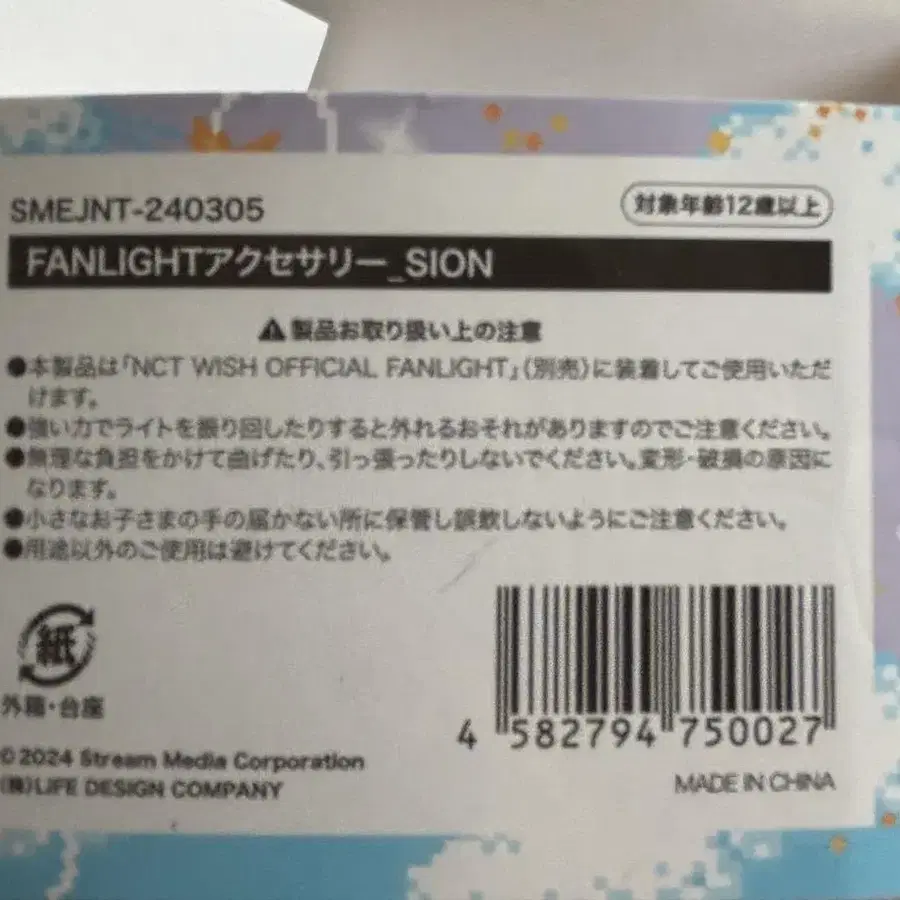 SMEJNT-240305
対象年齢12歳以上
FANLIGHTアクセサリー_SION
⚠製品お取り扱い上の注意
●本製品は「NCT WISH OFFICIAL FANLIGHT」(別売)に装着してご使用いただ
けます。
●強い力でライトを振り回したりすると外れるおそれがありますのでご注意ください。
●無理な負担をかけて曲げたり、引っ張ったりしないでください。変形・破損の原因に
なります。
●小さなお子さまの手の届かない所に保管し誤飲しないようにご注意ください。
●用途以外のご使用は避けてください。
紙
外箱・台座
4 582794 750027
©2024 Stream Media Corporation
(株)LIFE DESIGN COMPANY
MADE IN CHINA